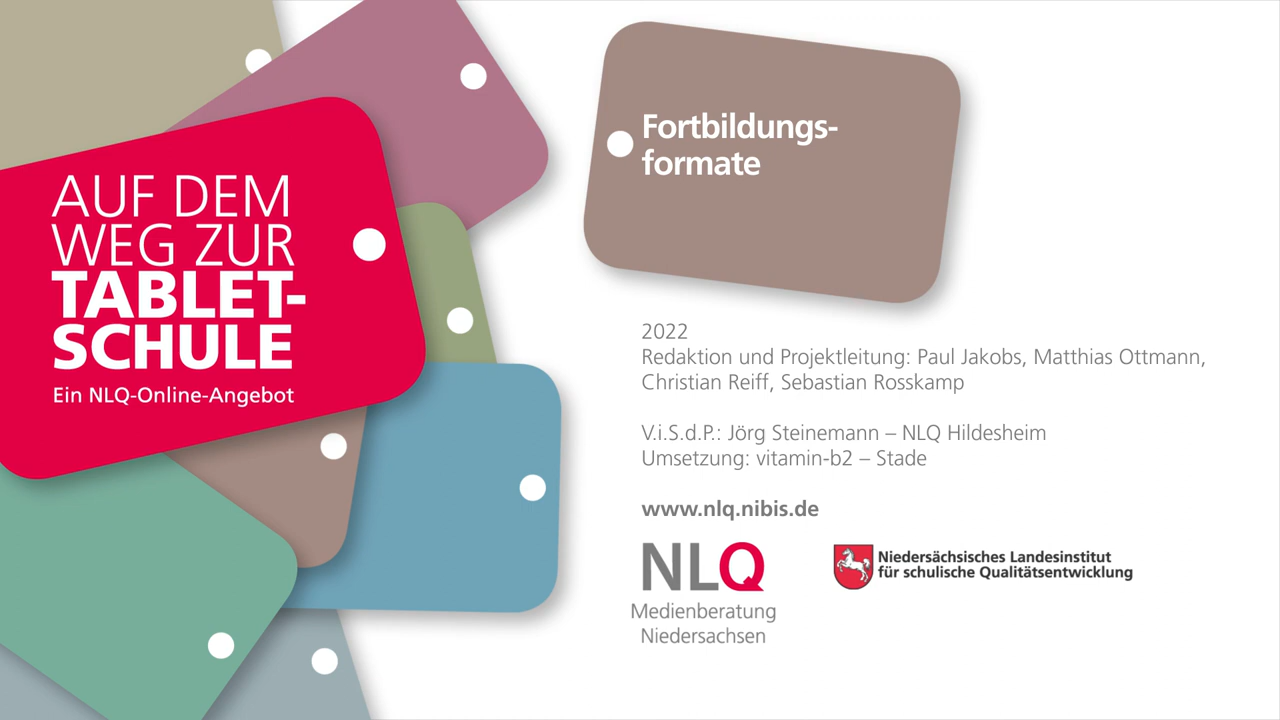 AUF DEM
WEG ZUR
TABLET-
SCHULE
Ein NLQ-Online-Angebot
Fortbildungs-
formate
2022
Redaktion und Projektleitung: Paul Jakobs, Matthias Ottmann,
Christian Reiff, Sebastian Rosskamp
V.i.S.d.P.: Jörg Steinemann – NLQ Hildesheim
Umsetzung: vitamin-b2 – Stade
www.nlq.nibis.de
NLQ
Medienberatung
Niedersachsen
Niedersächsisches Landesinstitut
für schulische Qualitätsentwicklung